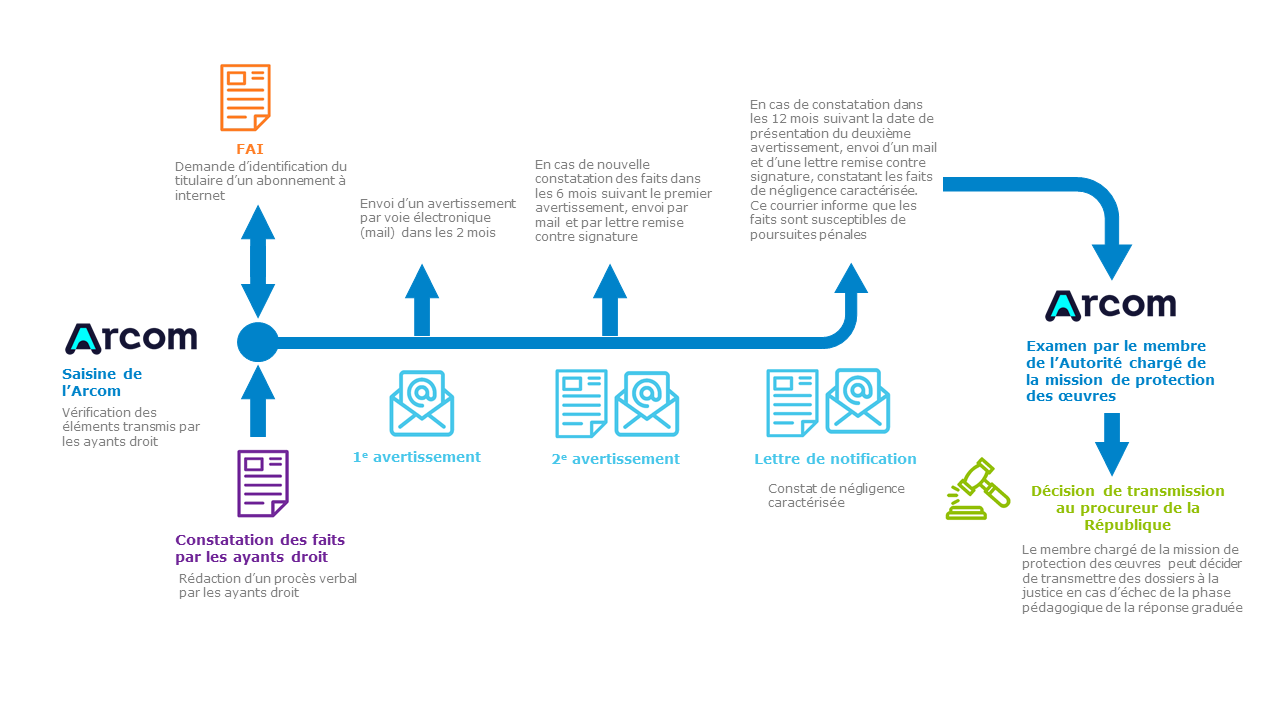 FAI
Demande d’identification du
titulaire d’un abonnement à
internet
Arcom
Saisine de
l’Arcom
Vérification des
éléments transmis par
les ayants droit
Constatation des faits
par les ayants droit
Rédaction d’un procès verbal
par les ayants droit
Envoi d’un avertissement
par voie électronique
(mail) dans les 2 mois
1e avertissement
En cas de nouvelle
constatation des faits dans
les 6 mois suivant le premier
avertissement, envoi par
mail et par lettre remise
contre signature
2e avertissement
En cas de constatation dans
les 12 mois suivant la date de
présentation du deuxième
avertissement, envoi d’un mail
et d’une lettre remise contre
signature, constatant les faits
de négligence caractérisée.
Ce courrier informe que les
faits sont susceptibles de
poursuites pénales
Lettre de notification
Constat de négligence
caractérisée
Arcom
Examen par le membre
de l’Autorité chargé de
la mission de protection
des œuvres
Décision de transmission
au procureur de la
République
Le membre chargé de la mission de
protection des œuvres peut décider
de transmettre des dossiers à la
justice en cas d’échec de la phase
pédagogique de la réponse graduée